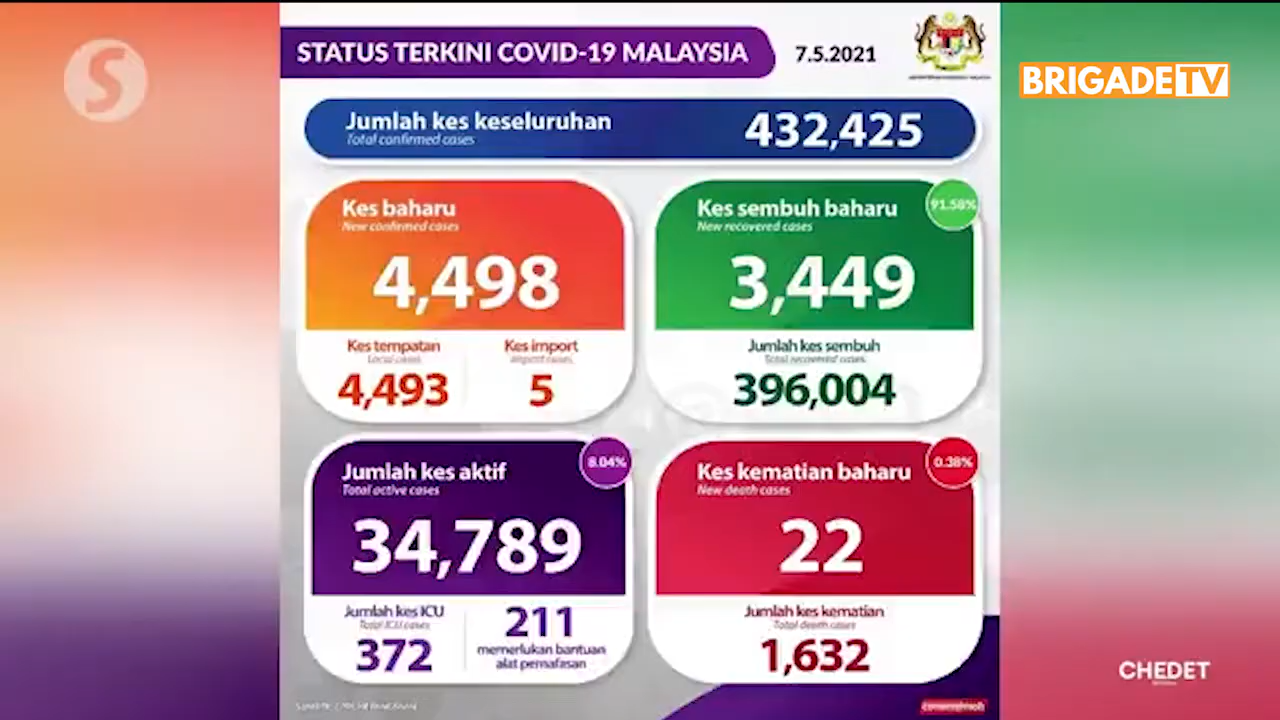 S
STATUS TERKINI COVID-19 MALAYSIA
7.5.2021
BRIGADETV
Jumlah kes keseluruhan
Total confirmed cases
432,425
Kes baharu
New confirmed cases
4,498
Kes tempatan
Local cases
4,493
Kes import
Import cases
5
Kes sembuh baharu
New recovered cases
91.58%
3,449
Jumlah kes sembuh
Total recovered cases
396,004
Jumlah kes aktif
Total active cases
8.04%
34,789
Jumlah kes ICU
Total ICU cases
372
211
memerlukan bantuan
alat pernafasan
Kes kematian baharu
New death cases
0.38%
22
Jumlah kes kematian
Total death cases
1,632
CHEDET